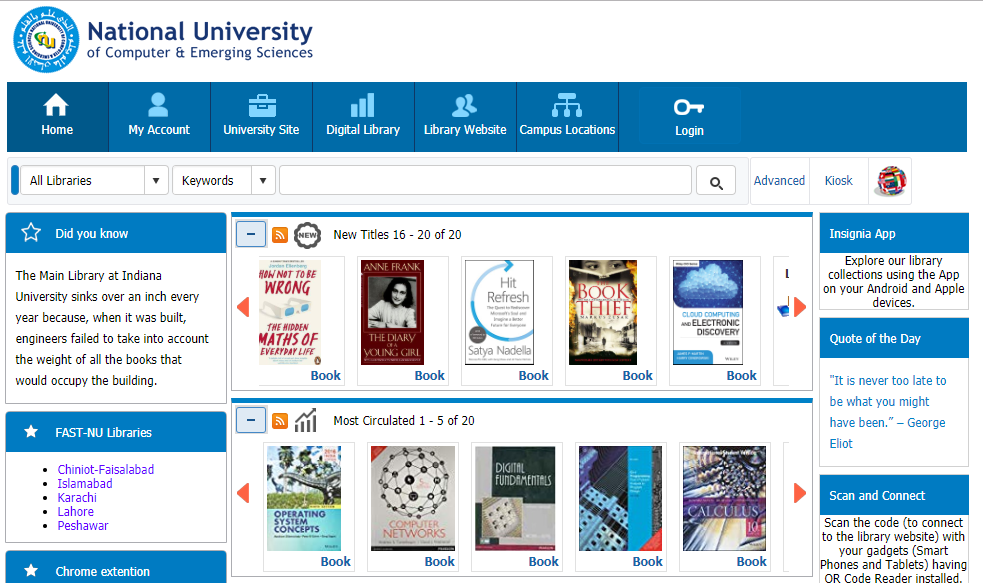 National University
of Computer & Emerging Sciences
Home
My Account
University Site
Digital Library
Library Website
Campus Locations
Login
All Libraries
Keywords
Advanced
Kiosk
Did you know
The Main Library at Indiana
University sinks over an inch every
year because, when it was built,
engineers failed to take into account
the weight of all the books that
would occupy the building.
FAST-NU Libraries
Chiniot-Faisalabad
Islamabad
Karachi
Lahore
Peshawar
Chrome extention
NEW
New Titles 16 - 20 of 20
HOW NOT TO BE
WRONG
THE HIDDEN
MATHS OF
EVERYDAY LIFE
Book
ANNE FRANK
THE DIARY OF
A YOUNG GIRL
Book
Hit
Refresh
Satya Nadella
Book
THE
BOOK
THIEF
Book
CLOUD COMPUTING
AND ELECTRONIC
DISCOVERY
WILEY
Book
Most Circulated 1 - 5 of 20
OPERATING
SYSTEM
CONCEPTS
Book
COMPUTER
NETWORKS
Book
DIGITAL
FUNDAMENTALS
Book
Book
CALCULUS
10
Book
Insignia App
Explore our library
collections using the App
on your Android and Apple
devices.
Quote of the Day
"It is never too late to
be what you might
have been.” – George
Eliot
Scan and Connect
Scan the code (to connect
to the library website) with
your gadgets (Smart
Phones and Tablets) having
QR Code Reader installed.